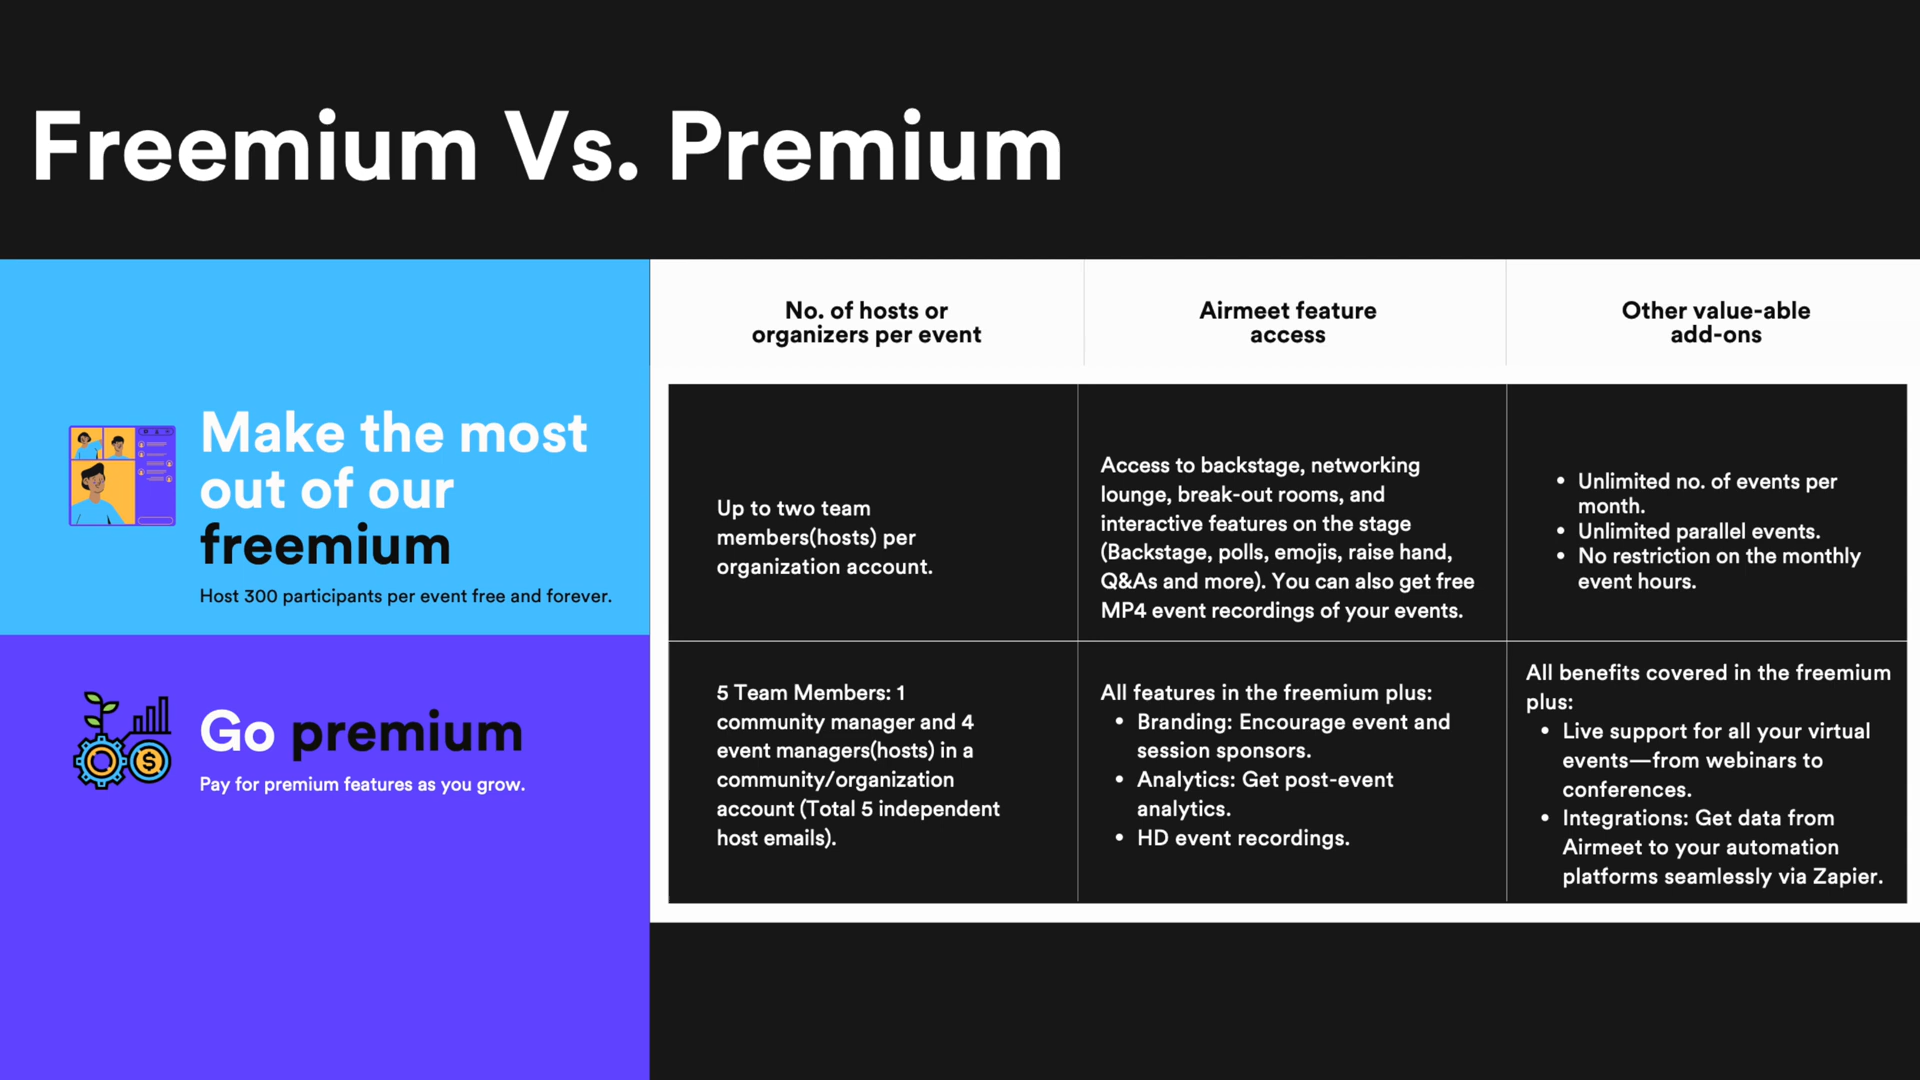 Freemium Vs. Premium
No. of hosts or
organizers per event
Airmeet feature
access
Other value-able
add-ons
Make the most
out of our
freemium
Host 300 participants per event free and forever.
Up to two team
members(hosts) per
organization account.
Access to backstage, networking
lounge, break-out rooms, and
interactive features on the stage
(Backstage, polls, emojis, raise hand,
Q&As and more). You can also get free
MP4 event recordings of your events.
• Unlimited no. of events per
month.
• Unlimited parallel events.
• No restriction on the monthly
event hours.
Go premium
Pay for premium features as you grow.
5 Team Members: 1
community manager and 4
event managers(hosts) in a
community/organization
account (Total 5 independent
host emails).
All features in the freemium plus:
• Branding: Encourage event and
session sponsors.
• Analytics: Get post-event
analytics.
• HD event recordings.
All benefits covered in the freemium
plus:
• Live support for all your virtual
events—from webinars to
conferences.
• Integrations: Get data from
Airmeet to your automation
platforms seamlessly via Zapier.